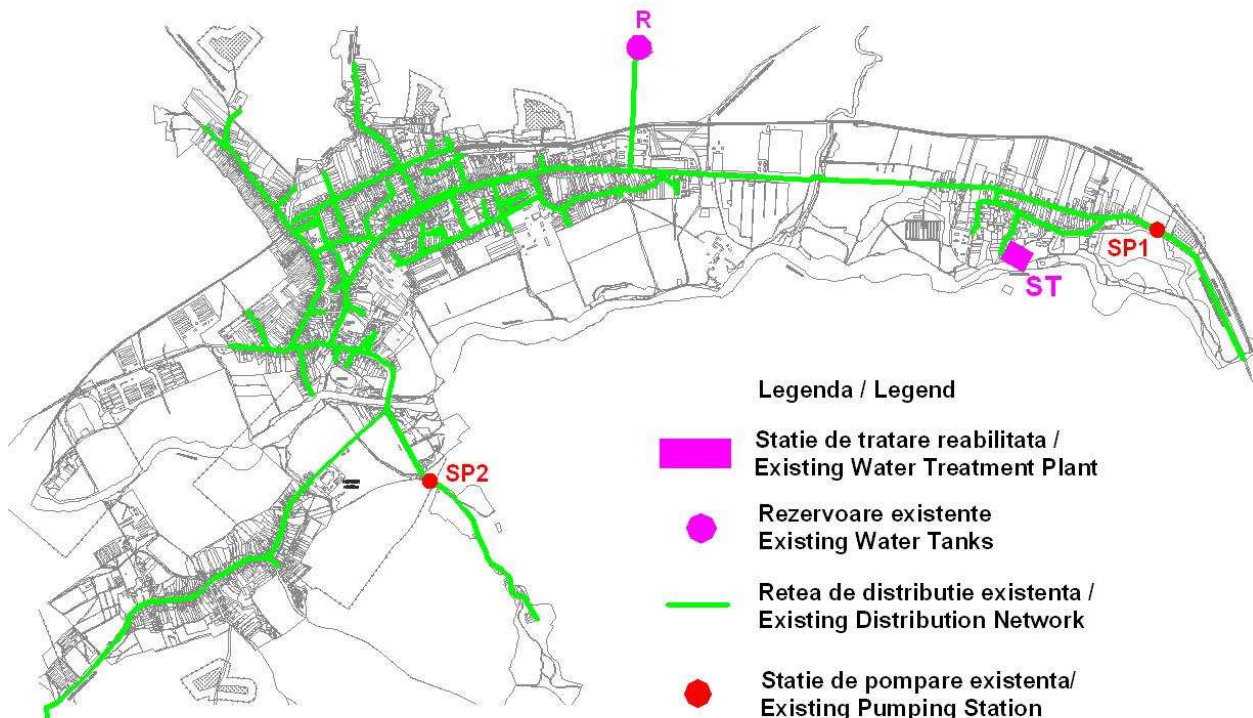 R
SP1
ST
SP2
Legenda / Legend
Statie de tratare reabilitata /
Existing Water Treatment Plant
Rezervoare existente
Existing Water Tanks
Retea de distributie existenta /
Existing Distribution Network
Statie de pompare existenta/
Existing Pumping Station